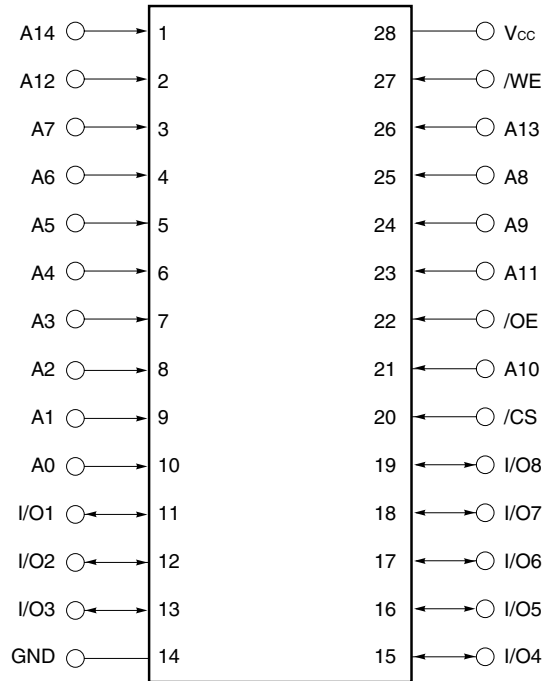 A14 1 28 Vcc
A12 2 27 /WE
A7 3 26 A13
A6 4 25 A8
A5 5 24 A9
A4 6 23 A11
A3 7 22 /OE
A2 8 21 A10
A1 9 20 /CS
A0 10 19 I/O8
I/O1 11 18 I/O7
I/O2 12 17 I/O6
I/O3 13 16 I/O5
GND 14 15 I/O4